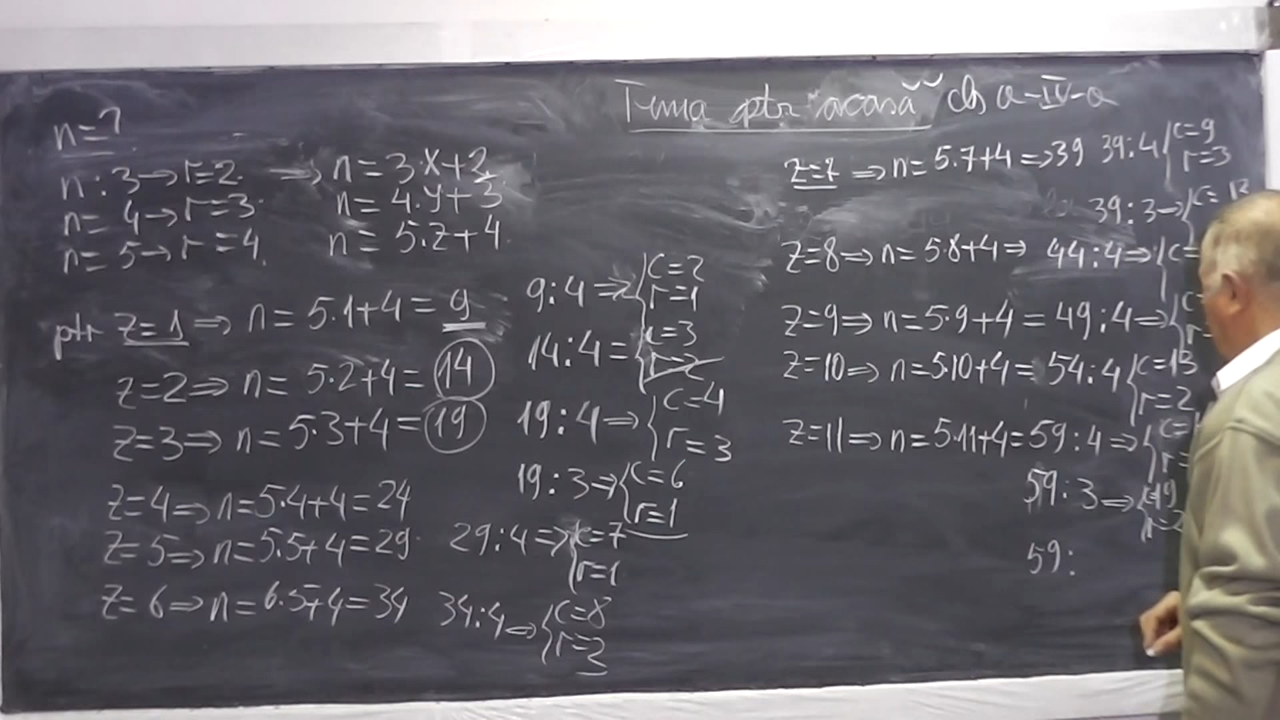 Tema ptr "acasă" cls a-IV-a
n=?
n:3→r=2. ⇒ n=3.x+2
n= 4→r=3. n=4.y+3
n= 5→r=4. n=5.z+4.
ptr z=1 ⇒ n= 5.1+4= 9
z=2 ⇒ n= 5.2+4= 14
z=3 ⇒ n= 5.3+4= 19
z=4 ⇒ n=5.4+4=24
z=5 ⇒ n=5.5+4=29
z=6 ⇒ n=6.5+4=34
9:4 ⇒ c=2
r=1
14:4= c=3
r=2
19:4 ⇒ c=4
r=3
19:3 ⇒ c=6
r=1
29:4 ⇒ c=7
r=1
34:4 ⇒ c=8
r=2
z=7 ⇒ n=5.7+4 ⇒ 39 39:4 c=9
r=3
39:3 → c=
z=8 ⇒ n=5.8+4 ⇒ 44:4 ⇒ c=
z=9 ⇒ n=5.9+4= 49:4 ⇒ c=
r=
z=10 ⇒ n=5.10+4= 54:4 c=13
r=2
z=11 ⇒ n=5.11+4=59:4 ⇒ c=
r=
59:3 ⇒ 19
59: